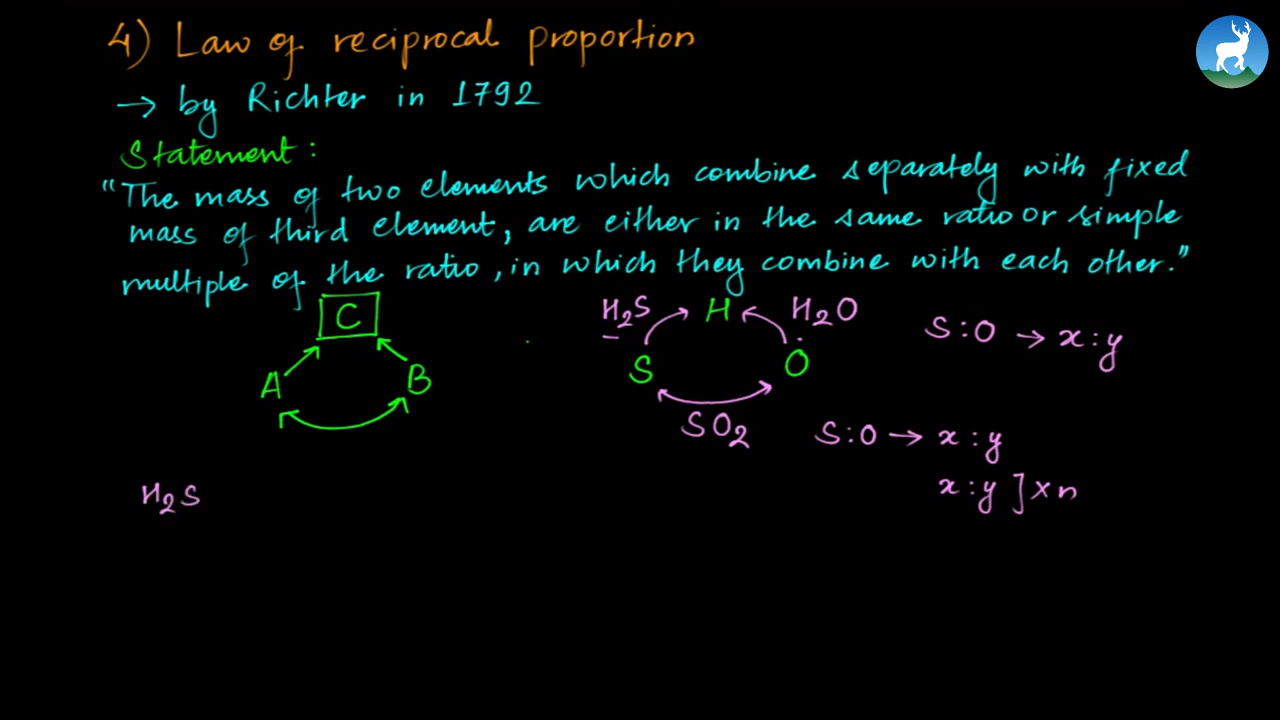 4) Law of reciprocal proportion
→ by Richter in 1792
Statement :
"The mass of two elements which combine separately with fixed
mass of third element, are either in the same ratio or simple
multiple of the ratio, in which they combine with each other."
C
A B
H₂S H H₂O
S O
SO₂
S:O → x:y
S:O → x:y
x:y ] × n
H₂S